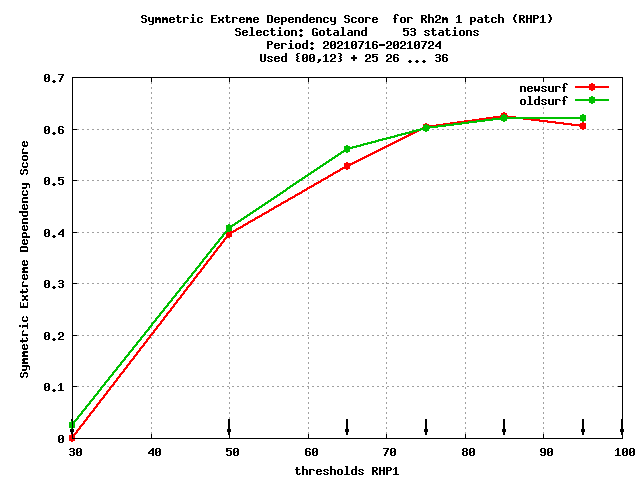 Symmetric Extreme Dependency Score  for Rh2m 1 patch (RHP1)
Selection: Gotaland     53 stations
Period: 20210716-20210724
Used {00,12} + 25 26 ... 36
newsurf
oldsurf
Symmetric Extreme Dependency Score
0.7
0.6
0.5
0.4
0.3
0.2
0.1
0
30 40 50 60 70 80 90 100
thresholds RHP1